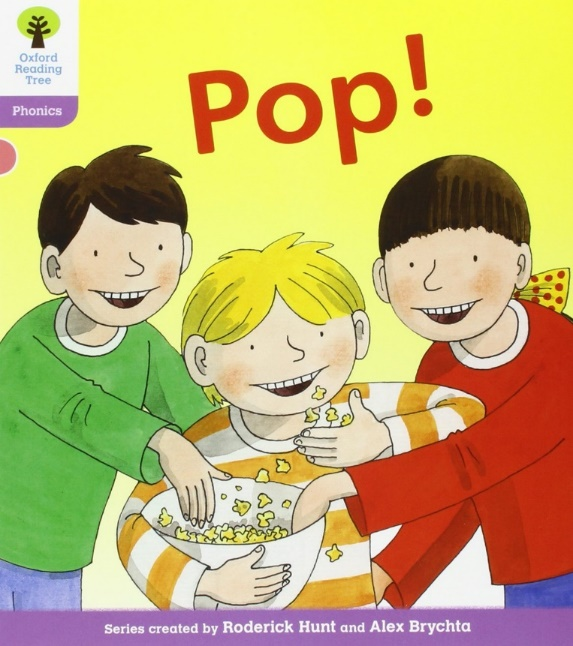 Oxford
Reading
Tree
Phonics
Pop!
Series created by Roderick Hunt and Alex Brychta